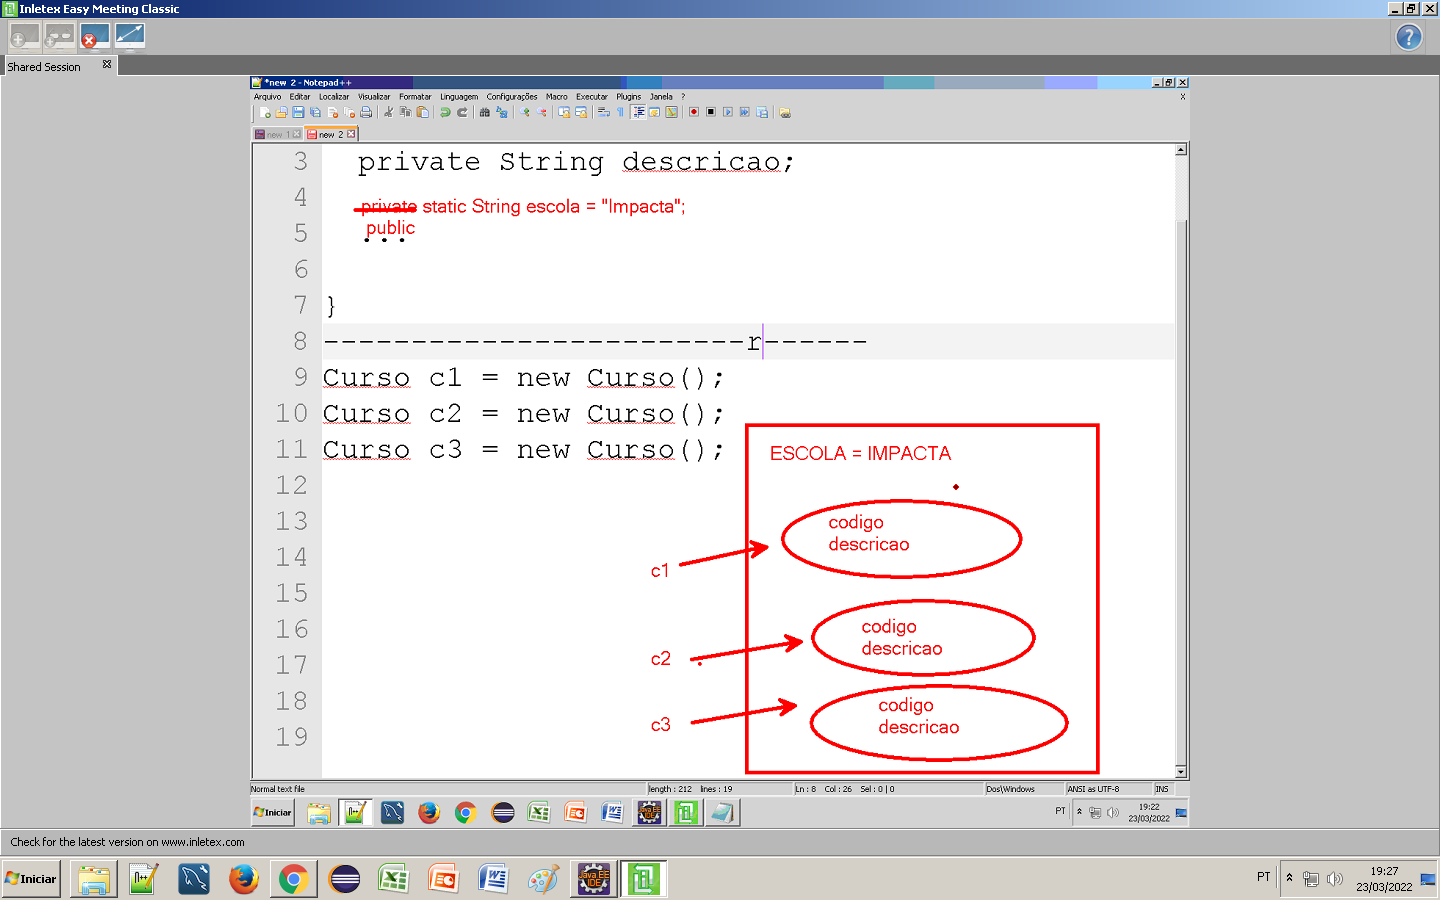 Inletex Easy Meeting Classic
Shared Session
*new 2 - Notepad++
Arquivo Editar Localizar Visualizar Formatar Linguagem Configurações Macro Executar Plugins Janela ? X
new 1 new 2
3 private String descricao;
4 private static String escola = "Impacta";
public
5 ...
6
7 }
8 ------------------------r------
9 Curso c1 = new Curso();
10 Curso c2 = new Curso();
11 Curso c3 = new Curso();
ESCOLA = IMPACTA
12
13 codigo
descricao
14
c1
15
16 codigo
descricao
17 c2
18 codigo
descricao
c3
19
Normal text file length : 212 lines : 19 Ln : 8 Col : 26 Sel : 0 | 0 Dos\Windows ANSI as UTF-8 INS
Iniciar PT 19:22
23/03/2022
Check for the latest version on www.inletex.com
Iniciar PT 19:27
23/03/2022